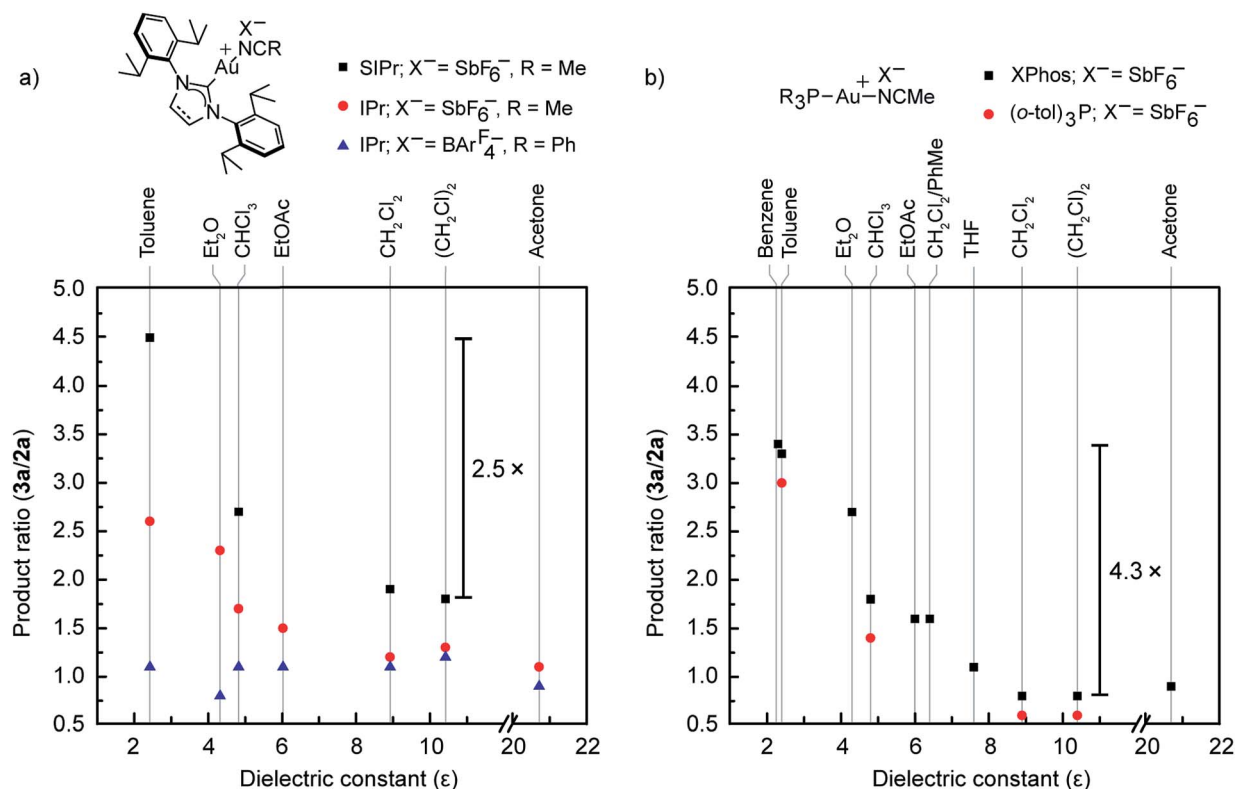 a)
X⁻
+
Au
NCR
N
N
SIPr; X⁻= SbF₆⁻, R = Me
IPr; X⁻= SbF₆⁻, R = Me
IPr; X⁻= BArF₄⁻, R = Ph
Toluene
Et₂O
CHCl₃
EtOAc
CH₂Cl₂
(CH₂Cl)₂
Acetone
5.0
4.5
4.0
3.5
3.0
2.5
2.0
1.5
1.0
0.5
Product ratio (3a/2a)
2.5 ×
2
4
6
8
10
20
22
Dielectric constant (ε)
b)
+ X⁻
R₃P–Au–NCMe
XPhos; X⁻= SbF₆⁻
(o-tol)₃P; X⁻= SbF₆⁻
Benzene
Toluene
Et₂O
CHCl₃
EtOAc
CH₂Cl₂/PhMe
THF
CH₂Cl₂
(CH₂Cl)₂
Acetone
5.0
4.5
4.0
3.5
3.0
2.5
2.0
1.5
1.0
0.5
Product ratio (3a/2a)
4.3 ×
2
4
6
8
10
20
22
Dielectric constant (ε)